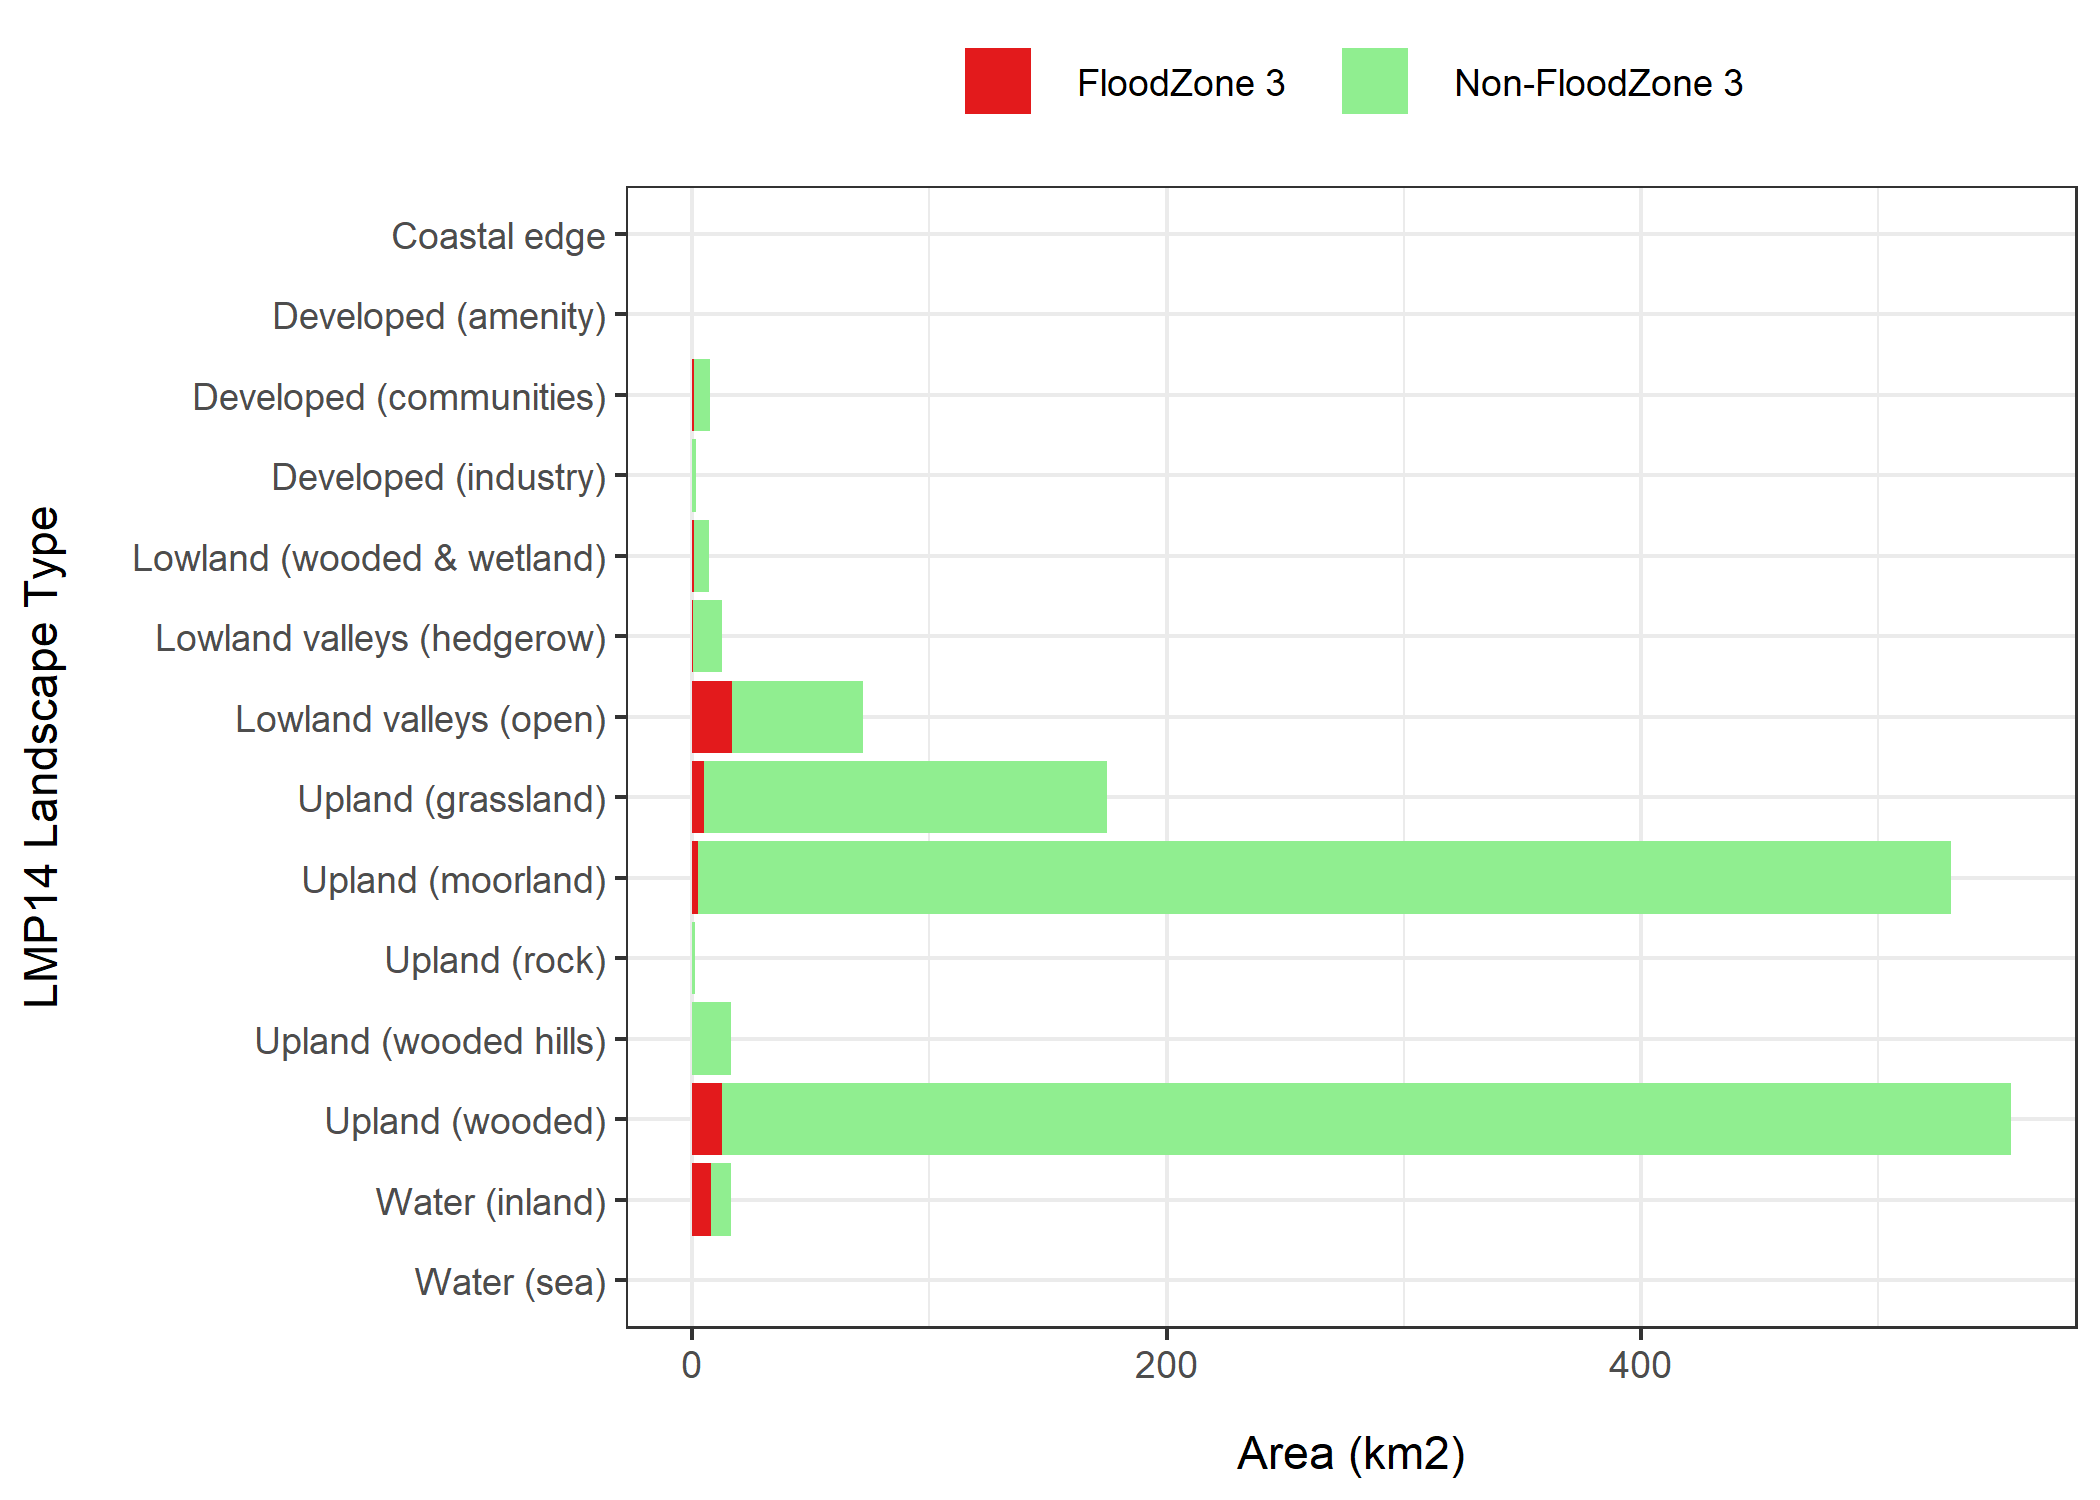 FloodZone 3 Non-FloodZone 3
LMP14 Landscape Type
Coastal edge
Developed (amenity)
Developed (communities)
Developed (industry)
Lowland (wooded & wetland)
Lowland valleys (hedgerow)
Lowland valleys (open)
Upland (grassland)
Upland (moorland)
Upland (rock)
Upland (wooded hills)
Upland (wooded)
Water (inland)
Water (sea)
0 200 400
Area (km2)